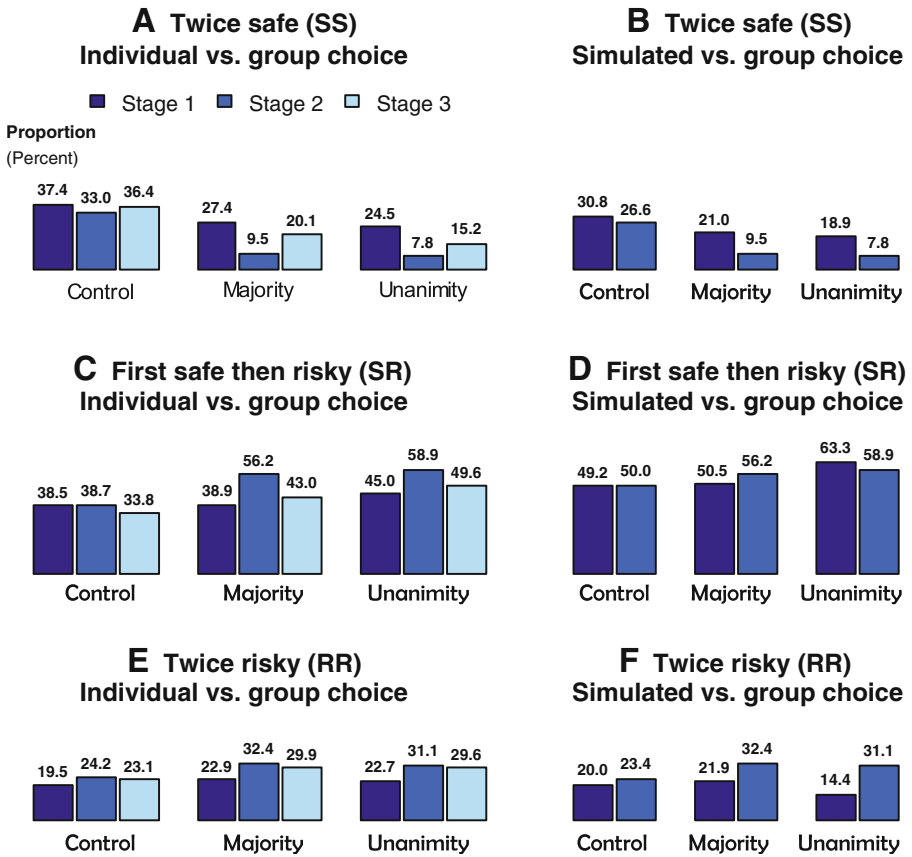 A Twice safe (SS)
Individual vs. group choice
Stage 1 Stage 2 Stage 3
Proportion
(Percent)
37.4 33.0 36.4 27.4 9.5 20.1 24.5 7.8 15.2
Control Majority Unanimity
B Twice safe (SS)
Simulated vs. group choice
30.8 26.6 21.0 9.5 18.9 7.8
Control Majority Unanimity
C First safe then risky (SR)
Individual vs. group choice
38.5 38.7 33.8 38.9 56.2 43.0 45.0 58.9 49.6
Control Majority Unanimity
D First safe then risky (SR)
Simulated vs. group choice
49.2 50.0 50.5 56.2 63.3 58.9
Control Majority Unanimity
E Twice risky (RR)
Individual vs. group choice
19.5 24.2 23.1 22.9 32.4 29.9 22.7 31.1 29.6
Control Majority Unanimity
F Twice risky (RR)
Simulated vs. group choice
20.0 23.4 21.9 32.4 14.4 31.1
Control Majority Unanimity